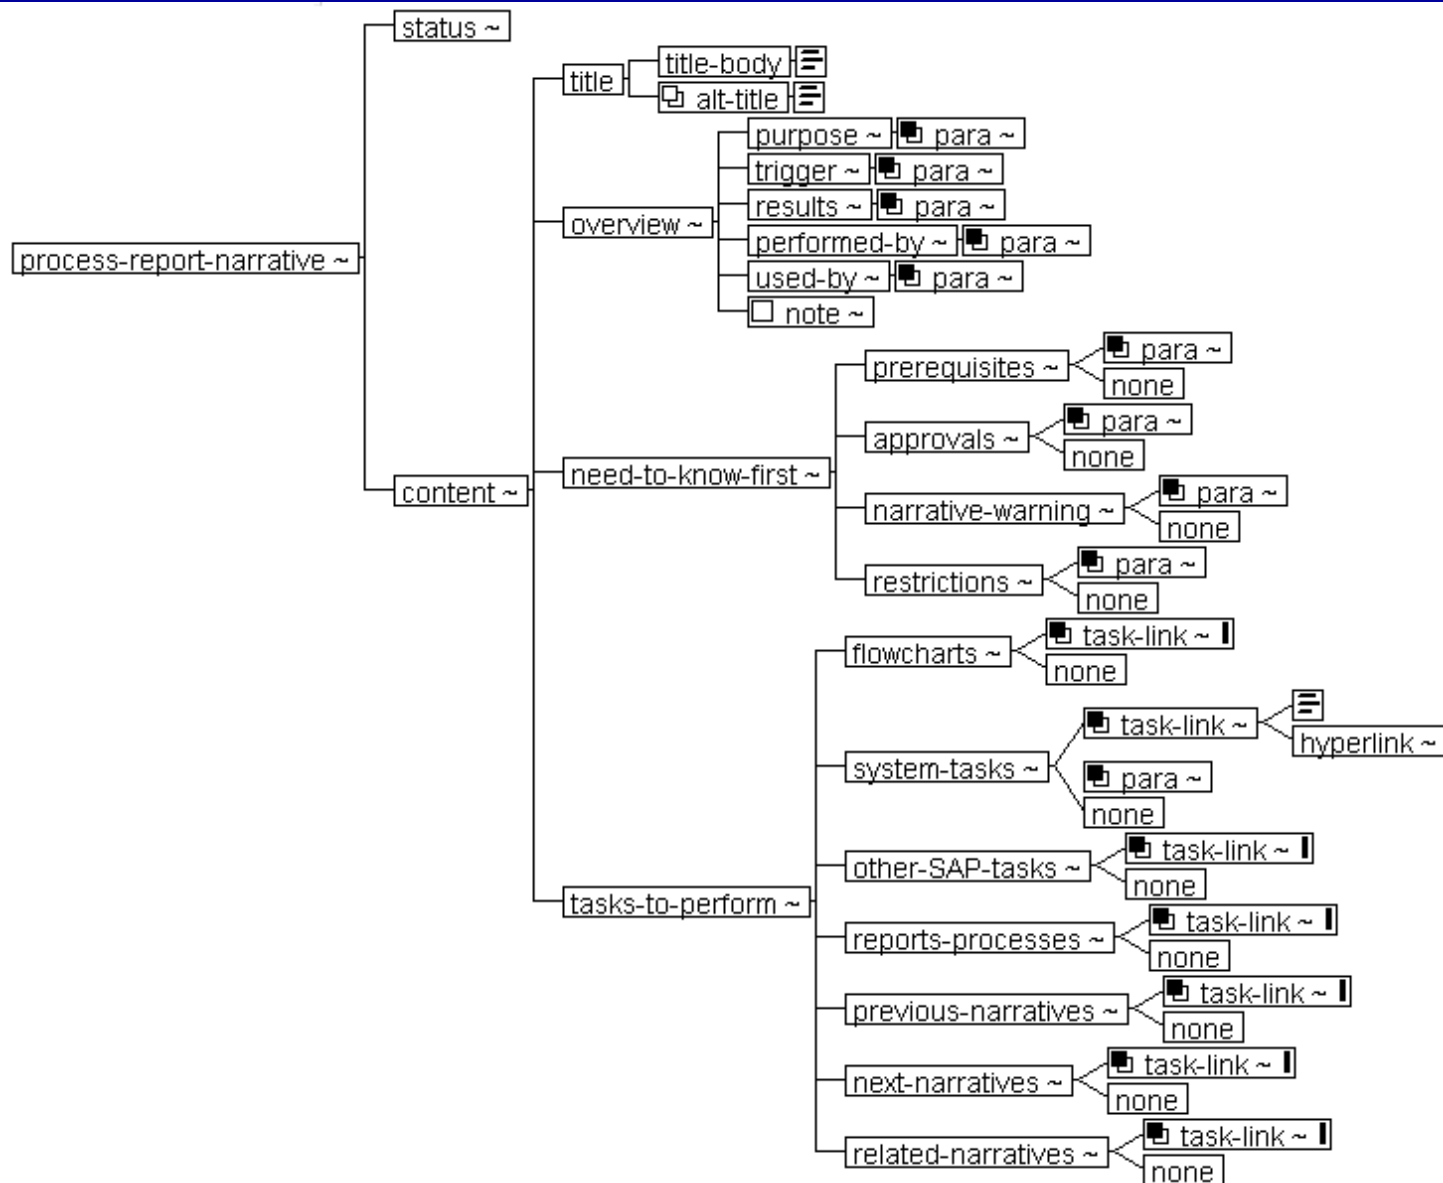 status ~
title
title-body
alt-title
purpose ~ para ~
trigger ~ para ~
results ~ para ~
overview ~
performed-by ~ para ~
process-report-narrative ~
used-by ~ para ~
note ~
prerequisites ~
para ~
none
approvals ~
para ~
none
content ~
need-to-know-first ~
narrative-warning ~
para ~
none
restrictions ~
para ~
none
flowcharts ~
task-link ~
none
system-tasks ~
task-link ~
hyperlink ~
para ~
none
other-SAP-tasks ~
task-link ~
none
tasks-to-perform ~
reports-processes ~
task-link ~
none
previous-narratives ~
task-link ~
none
next-narratives ~
task-link ~
none
related-narratives ~
task-link ~
none